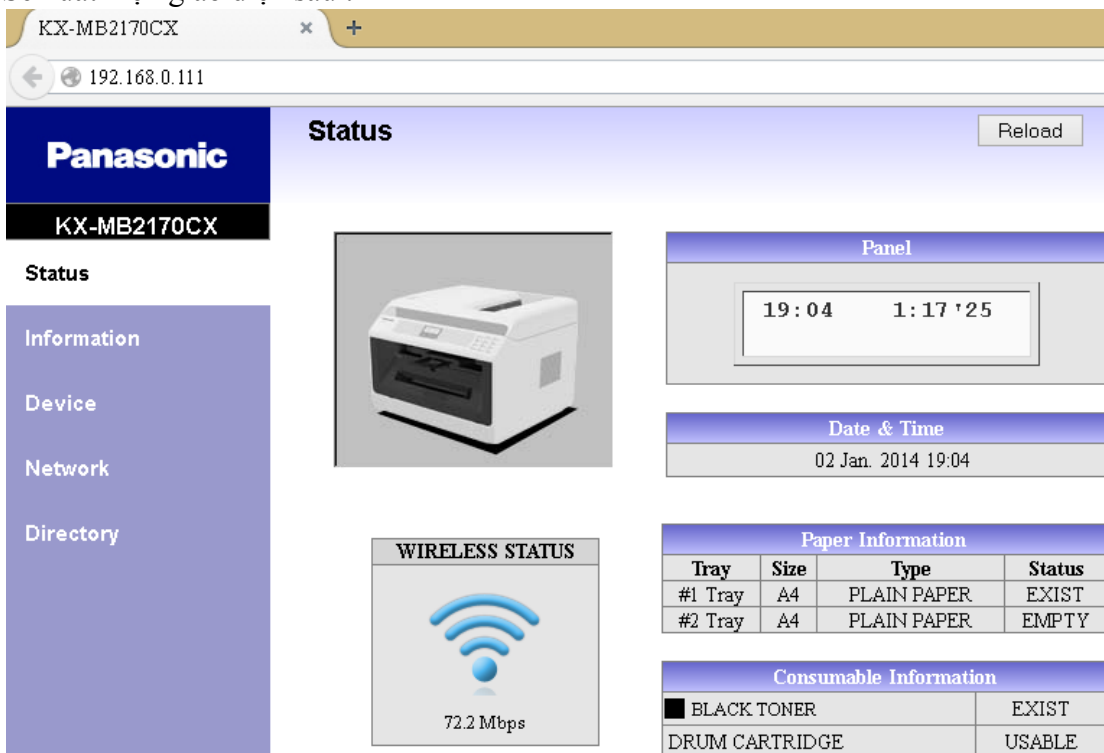 KX-MB2170CX
192.168.0.111
Panasonic
KX-MB2170CX
Status
Information
Device
Network
Directory
Status
Reload
Panel
19:04 1:17'25
Date & Time
02 Jan. 2014 19:04
WIRELESS STATUS
72.2 Mbps
Paper Information
Tray Size Type Status
#1 Tray A4 PLAIN PAPER EXIST
#2 Tray A4 PLAIN PAPER EMPTY
Consumable Information
BLACK TONER EXIST
DRUM CARTRIDGE USABLE